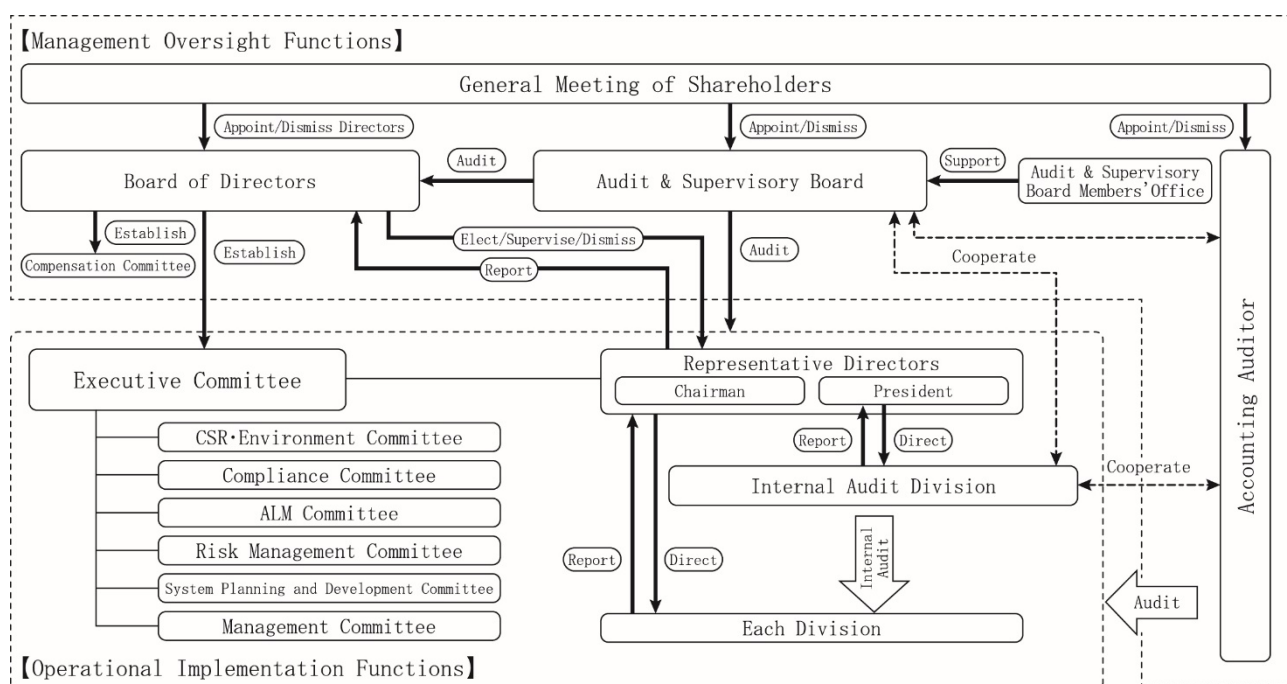 【Management Oversight Functions】
General Meeting of Shareholders
Appoint/Dismiss Directors
Appoint/Dismiss
Appoint/Dismiss
Board of Directors
Audit
Audit & Supervisory Board
Support
Audit & Supervisory
Board Members' Office
Establish
Compensation Committee
Establish
Elect/Supervise/Dismiss
Report
Audit
Cooperate
Accounting Auditor
Executive Committee
Representative Directors
Chairman
President
CSR・Environment Committee
Compliance Committee
ALM Committee
Risk Management Committee
System Planning and Development Committee
Management Committee
Report
Direct
Internal Audit Division
Cooperate
Report
Direct
Internal
Audit
Each Division
Audit
【Operational Implementation Functions】